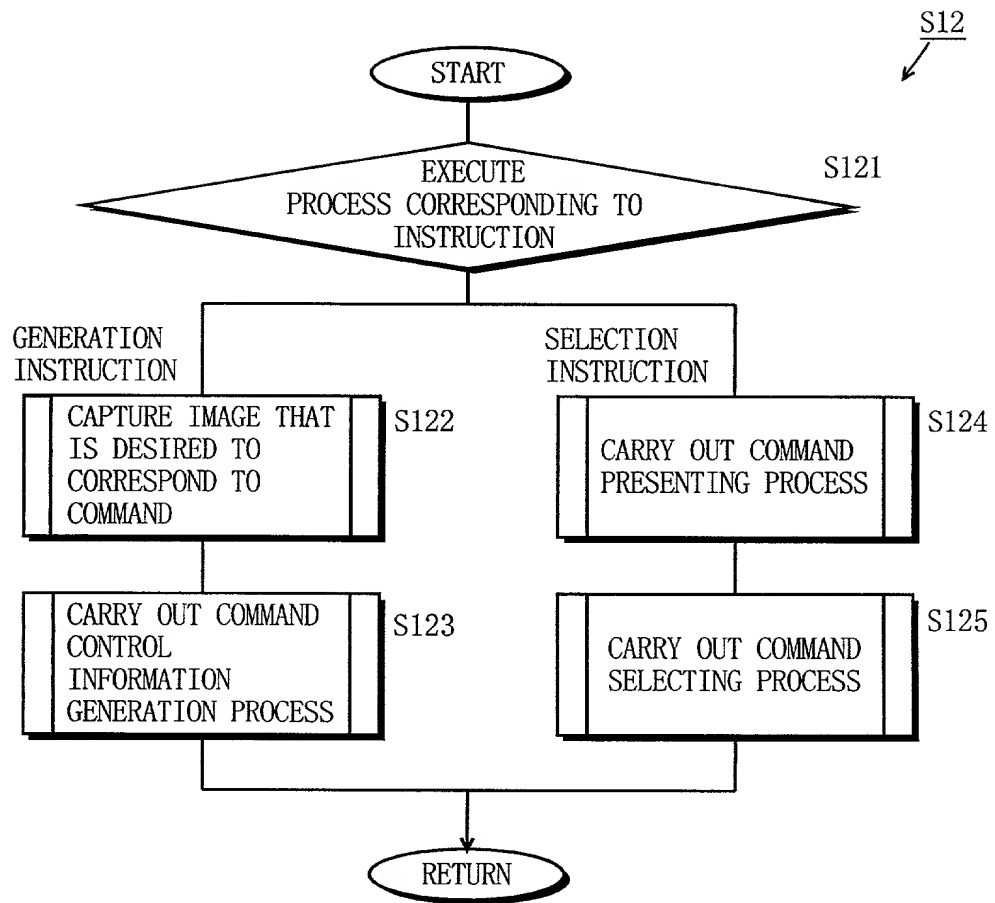 S12
START
S121
EXECUTE
PROCESS CORRESPONDING TO
INSTRUCTION
GENERATION
INSTRUCTION
CAPTURE IMAGE THAT
IS DESIRED TO
CORRESPOND TO
COMMAND
S122
CARRY OUT COMMAND
CONTROL
INFORMATION
GENERATION PROCESS
S123
SELECTION
INSTRUCTION
CARRY OUT COMMAND
PRESENTING PROCESS
S124
CARRY OUT COMMAND
SELECTING PROCESS
S125
RETURN